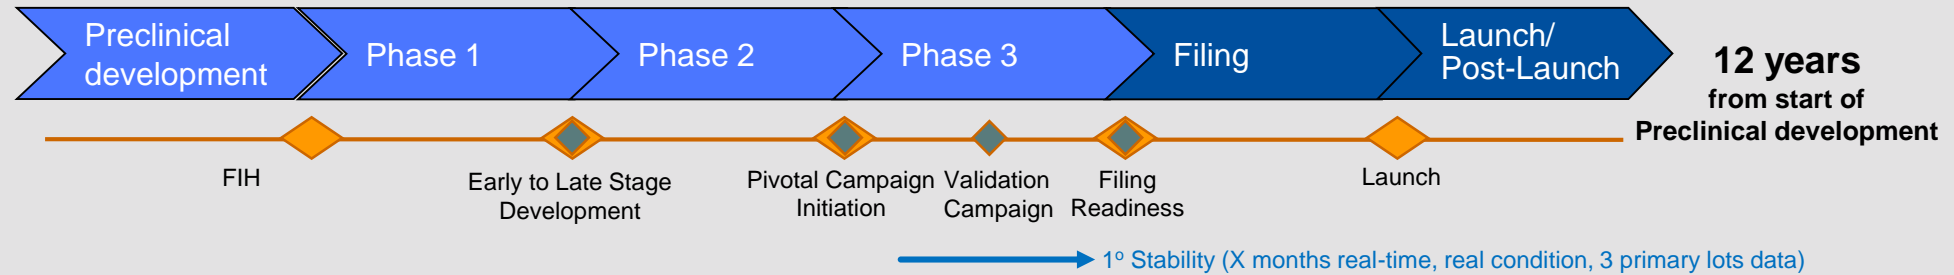 Preclinical
development
Phase 1
Phase 2
Phase 3
Filing
Launch/
Post-Launch
12 years
from start of
Preclinical development
FIH
Early to Late Stage
Development
Pivotal Campaign
Initiation
Validation
Campaign
Filing
Readiness
Launch
1º Stability (X months real-time, real condition, 3 primary lots data)